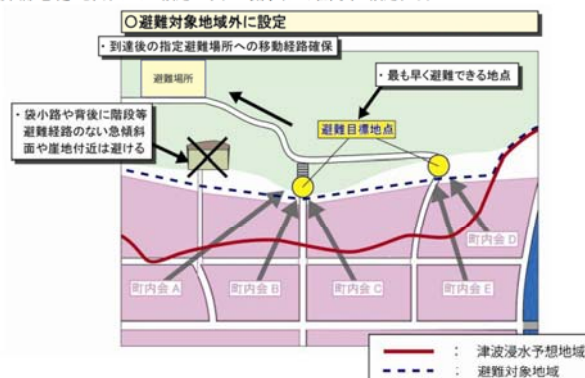 ○避難対象地域外に設定
・到達後の指定避難場所への移動経路確保
避難場所
・最も早く避難できる地点
・袋小路や背後に階段等
避難経路のない急傾斜
面や崖地付近は避ける
避難目標地点
町内会D
町内会A
町内会B
町内会C
町内会E
： 津波浸水予想地域
： 避難対象地域